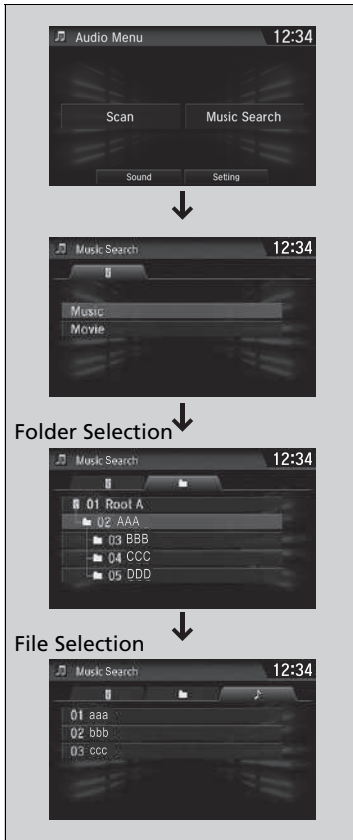 Audio Menu 12:34
Scan Music Search
Sound Setting
Music Search 12:34
Music
Movie
Folder Selection
Music Search 12:34
01 Root A
02 AAA
03 BBB
04 CCC
05 DDD
File Selection
Music Search 12:34
01 aaa
02 bbb
03 ccc